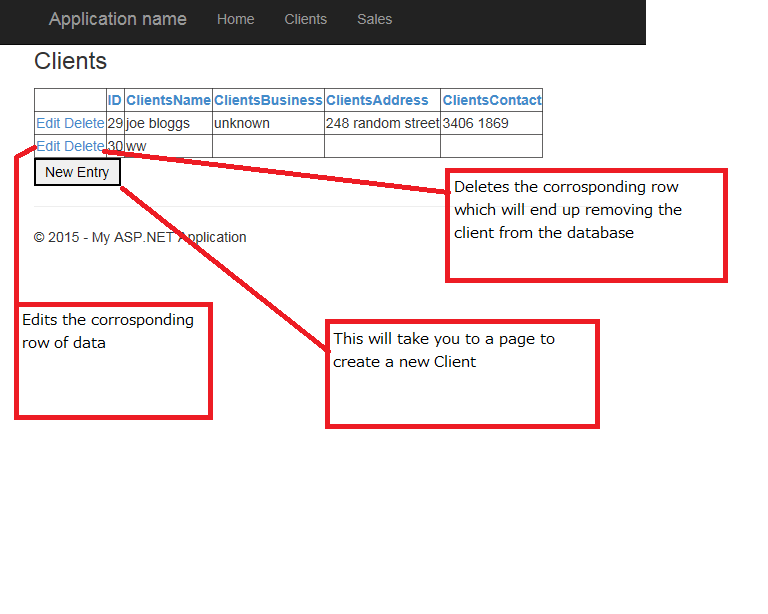 Application name Home Clients Sales
Clients
ID ClientsName ClientsBusiness ClientsAddress ClientsContact
Edit Delete 29 joe bloggs unknown 248 random street 3406 1869
Edit Delete 30 ww
New Entry
© 2015 - My ASP.NET Application
Deletes the corrosponding row
which will end up removing the
client from the database
Edits the corrosponding
row of data
This will take you to a page to
create a new Client